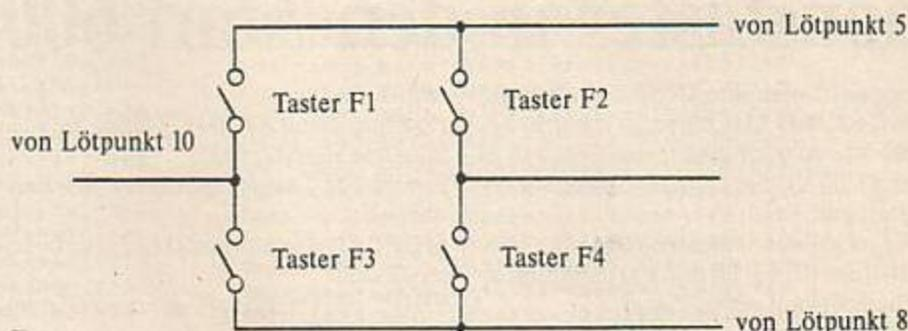 von Lötpunkt 5
Taster F1
Taster F2
von Lötpunkt 10
Taster F3
Taster F4
von Lötpunkt 8